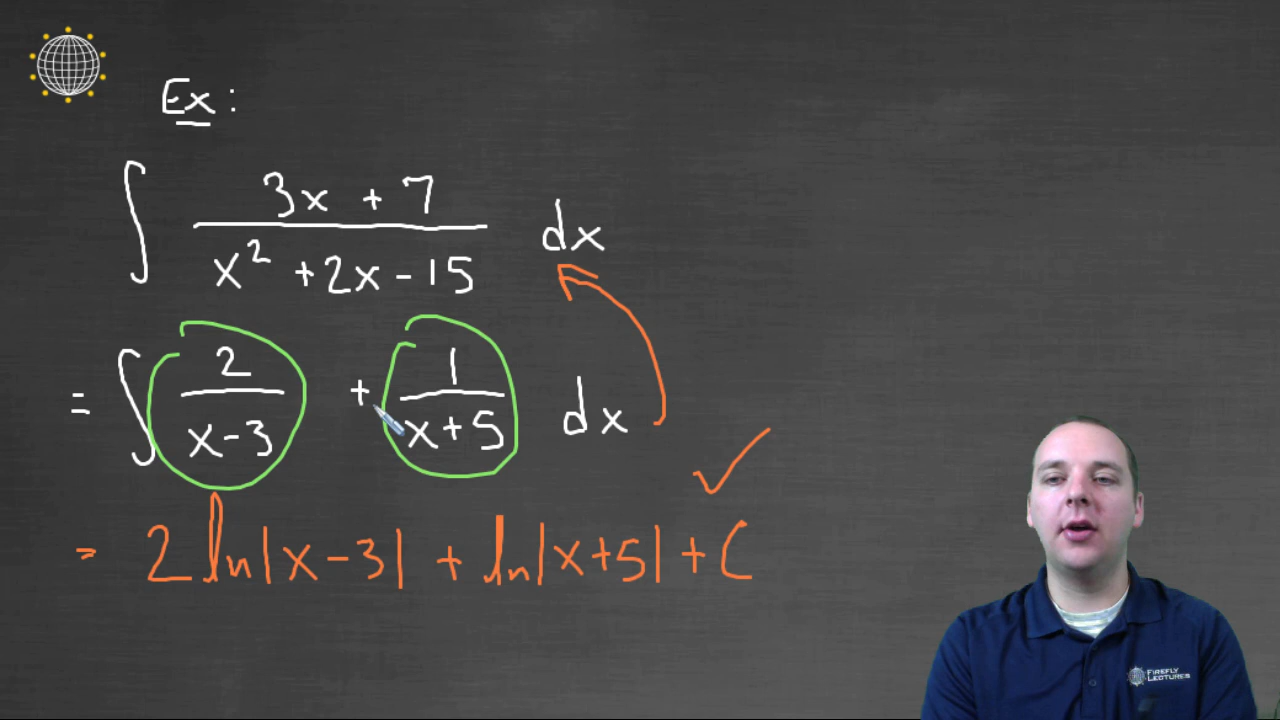 Ex:
∫ (3x + 7)/(x² + 2x - 15) dx
= ∫ 2/(x-3) + 1/(x+5) dx
= 2 ln|x-3| + ln|x+5| + C
FIREFLY
LECTURES